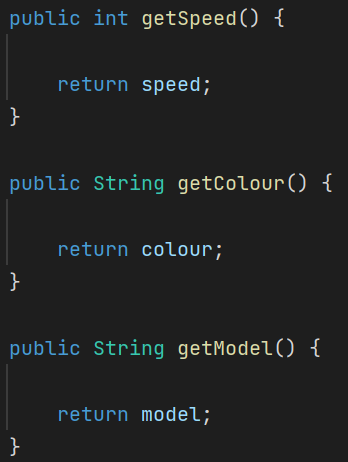 public int getSpeed() {
    return speed;
}
public String getColour() {
    return colour;
}
public String getModel() {
    return model;
}